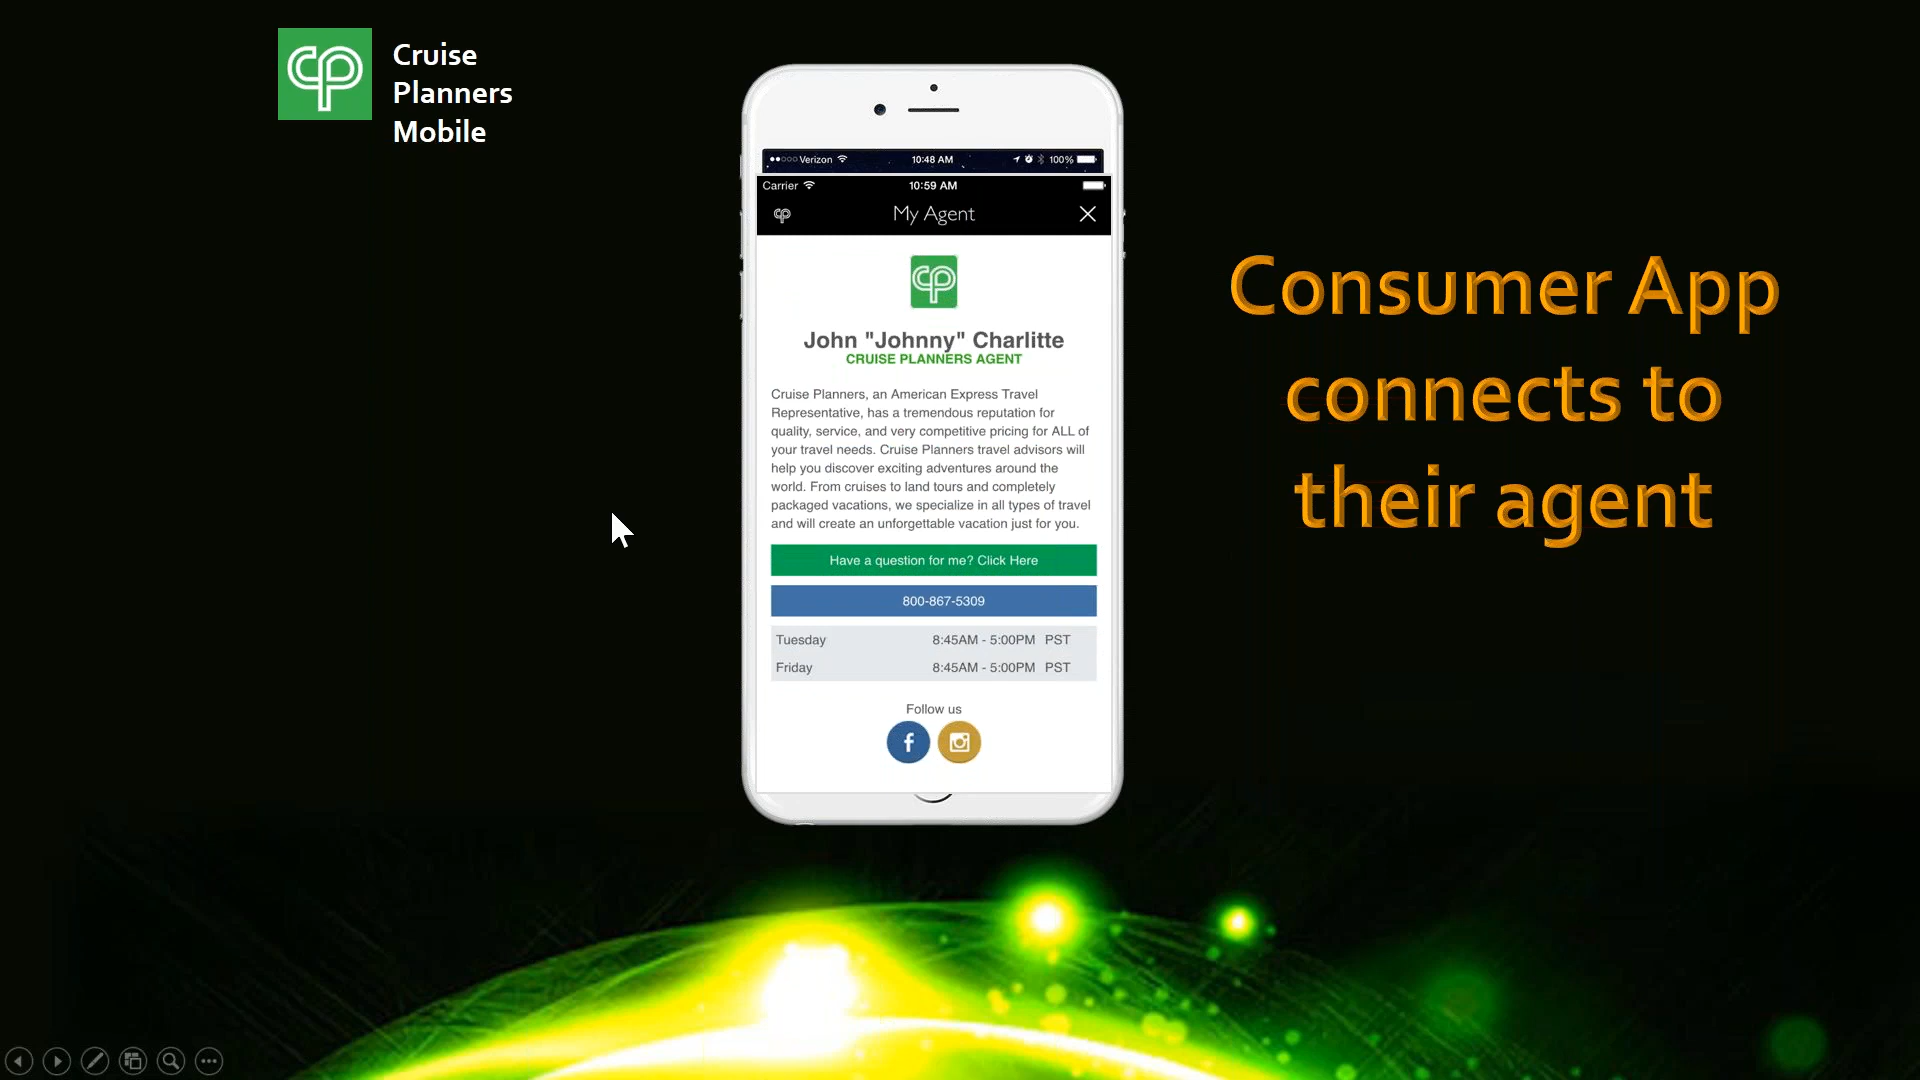 Cruise
Planners
Mobile
Verizon 10:48 AM 100%
Carrier 10:59 AM
cp My Agent
cp
John "Johnny" Charlitte
CRUISE PLANNERS AGENT
Cruise Planners, an American Express Travel
Representative, has a tremendous reputation for
quality, service, and very competitive pricing for ALL of
your travel needs. Cruise Planners travel advisors will
help you discover exciting adventures around the
world. From cruises to land tours and completely
packaged vacations, we specialize in all types of travel
and will create an unforgettable vacation just for you.
Have a question for me? Click Here
800-867-5309
Tuesday 8:45AM - 5:00PM PST
Friday 8:45AM - 5:00PM PST
Follow us
Consumer App
connects to
their agent